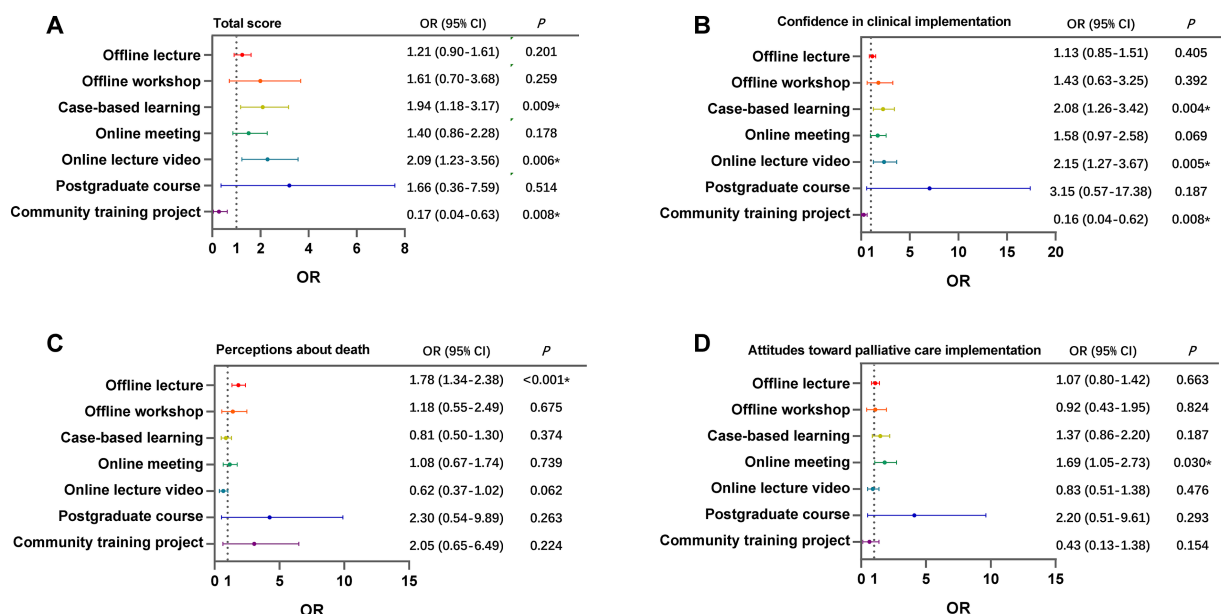 A Total score OR (95% CI) P
Offline lecture 1.21 (0.90-1.61) 0.201
Offline workshop 1.61 (0.70-3.68) 0.259
Case-based learning 1.94 (1.18-3.17) 0.009*
Online meeting 1.40 (0.86-2.28) 0.178
Online lecture video 2.09 (1.23-3.56) 0.006*
Postgraduate course 1.66 (0.36-7.59) 0.514
Community training project 0.17 (0.04-0.63) 0.008*
0 1 2 4 6 8
OR
B Confidence in clinical implementation OR (95% CI) P
Offline lecture 1.13 (0.85-1.51) 0.405
Offline workshop 1.43 (0.63-3.25) 0.392
Case-based learning 2.08 (1.26-3.42) 0.004*
Online meeting 1.58 (0.97-2.58) 0.069
Online lecture video 2.15 (1.27-3.67) 0.005*
Postgraduate course 3.15 (0.57-17.38) 0.187
Community training project 0.16 (0.04-0.62) 0.008*
0 1 5 10 15 20
OR
C Perceptions about death OR (95% CI) P
Offline lecture 1.78 (1.34-2.38) <0.001*
Offline workshop 1.18 (0.55-2.49) 0.675
Case-based learning 0.81 (0.50-1.30) 0.374
Online meeting 1.08 (0.67-1.74) 0.739
Online lecture video 0.62 (0.37-1.02) 0.062
Postgraduate course 2.30 (0.54-9.89) 0.263
Community training project 2.05 (0.65-6.49) 0.224
0 1 5 10 15
OR
D Attitudes toward palliative care implementation OR (95% CI) P
Offline lecture 1.07 (0.80-1.42) 0.663
Offline workshop 0.92 (0.43-1.95) 0.824
Case-based learning 1.37 (0.86-2.20) 0.187
Online meeting 1.69 (1.05-2.73) 0.030*
Online lecture video 0.83 (0.51-1.38) 0.476
Postgraduate course 2.20 (0.51-9.61) 0.293
Community training project 0.43 (0.13-1.38) 0.154
0 1 5 10 15
OR